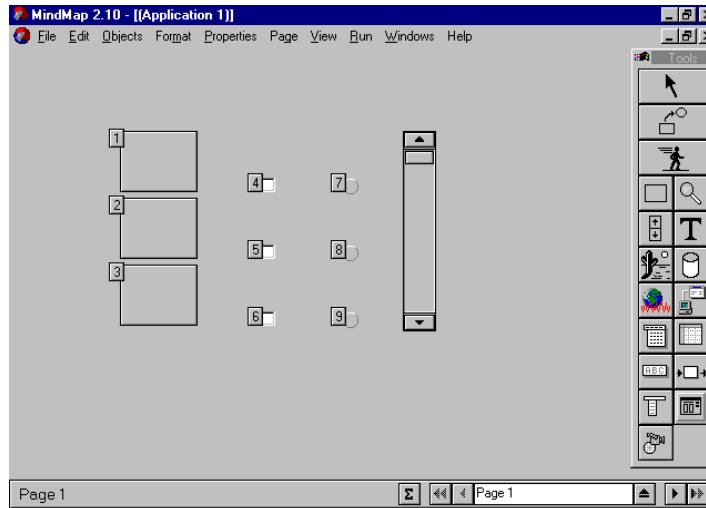 MindMap 2.10 - [(Application 1)]
File Edit Objects Format Properties Page View Run Windows Help
Tools
1
4
7
2
5
8
3
6
9
T
ABC
T
Page 1
Σ
Page 1